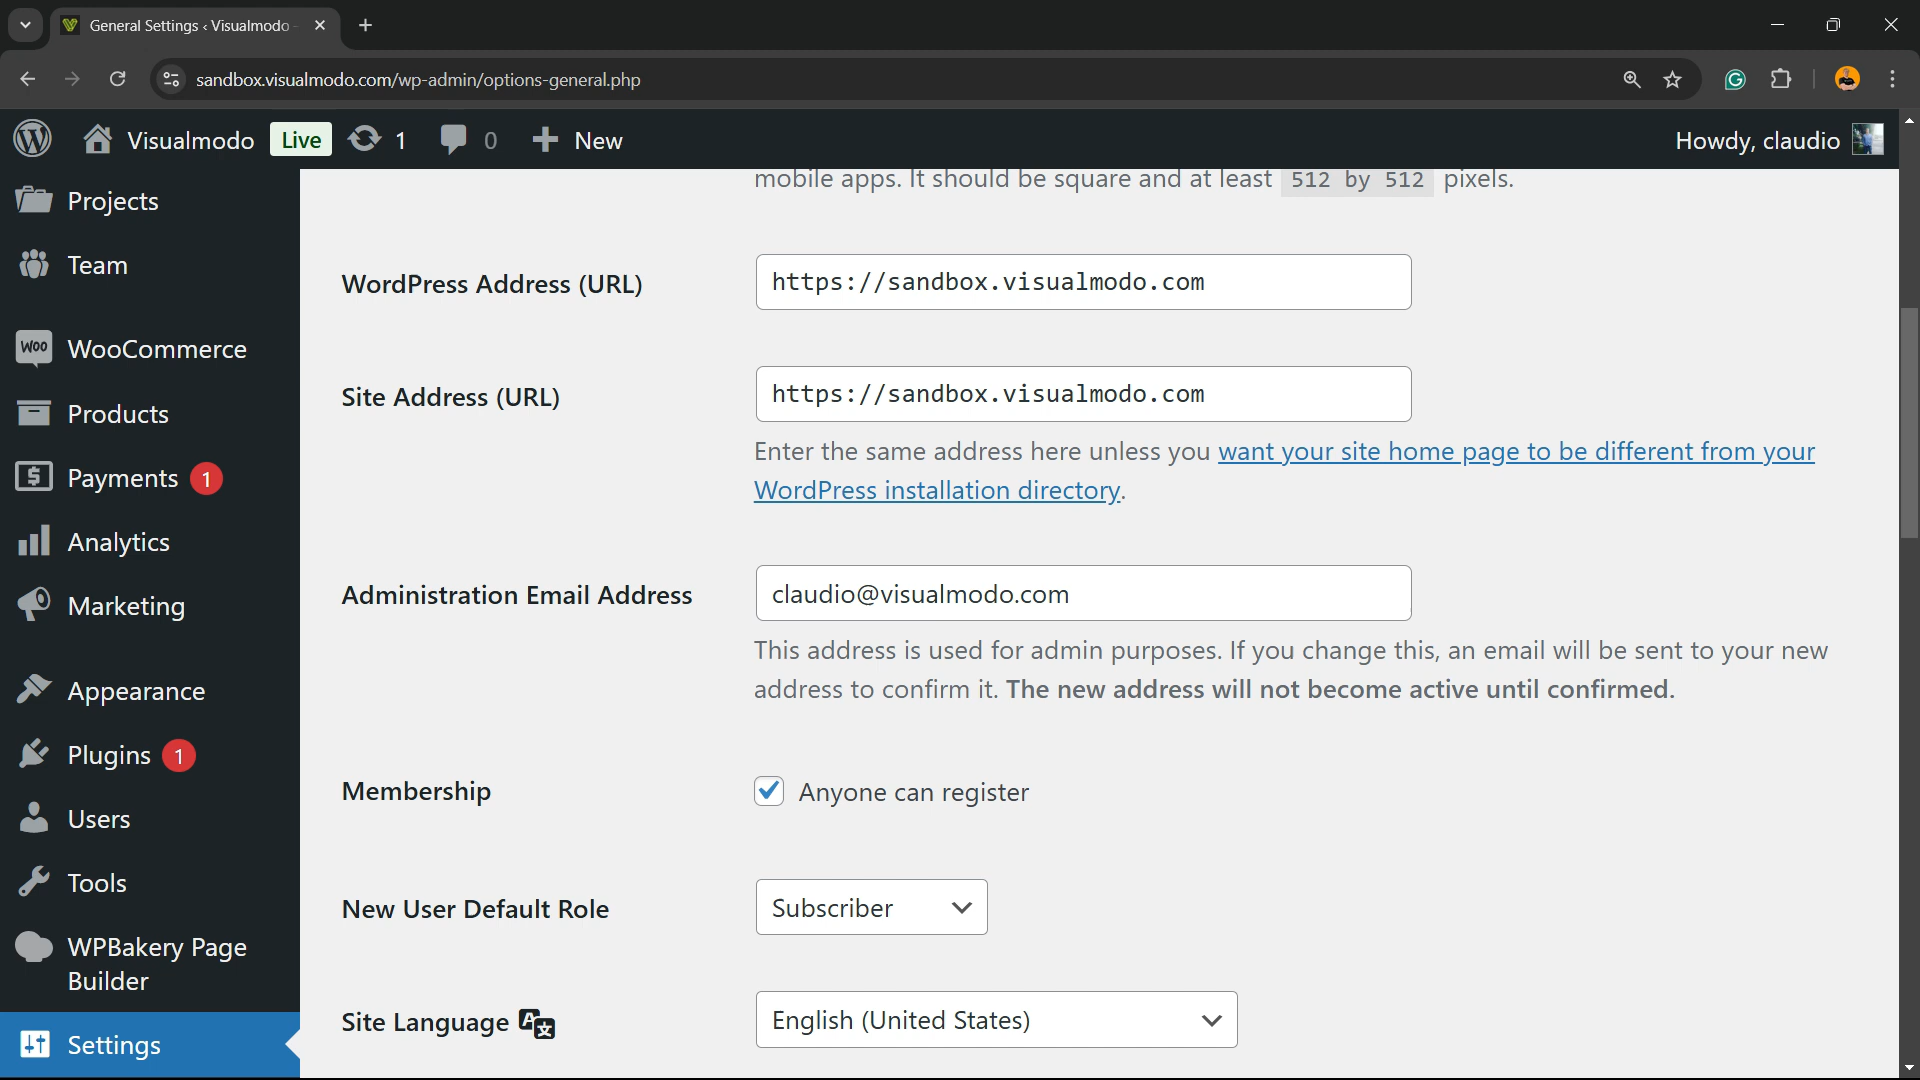 General Settings ‹ Visualmodo
sandbox.visualmodo.com/wp-admin/options-general.php
Visualmodo Live 1 0 New
Howdy, claudio
Projects
Team
WOO WooCommerce
Products
Payments 1
Analytics
Marketing
Appearance
Plugins 1
Users
Tools
WPBakery Page
Builder
Settings
mobile apps. It should be square and at least 512 by 512 pixels.
WordPress Address (URL)
https://sandbox.visualmodo.com
Site Address (URL)
https://sandbox.visualmodo.com
Enter the same address here unless you want your site home page to be different from your
WordPress installation directory.
Administration Email Address
claudio@visualmodo.com
This address is used for admin purposes. If you change this, an email will be sent to your new
address to confirm it. The new address will not become active until confirmed.
Membership
Anyone can register
New User Default Role
Subscriber
Site Language
English (United States)